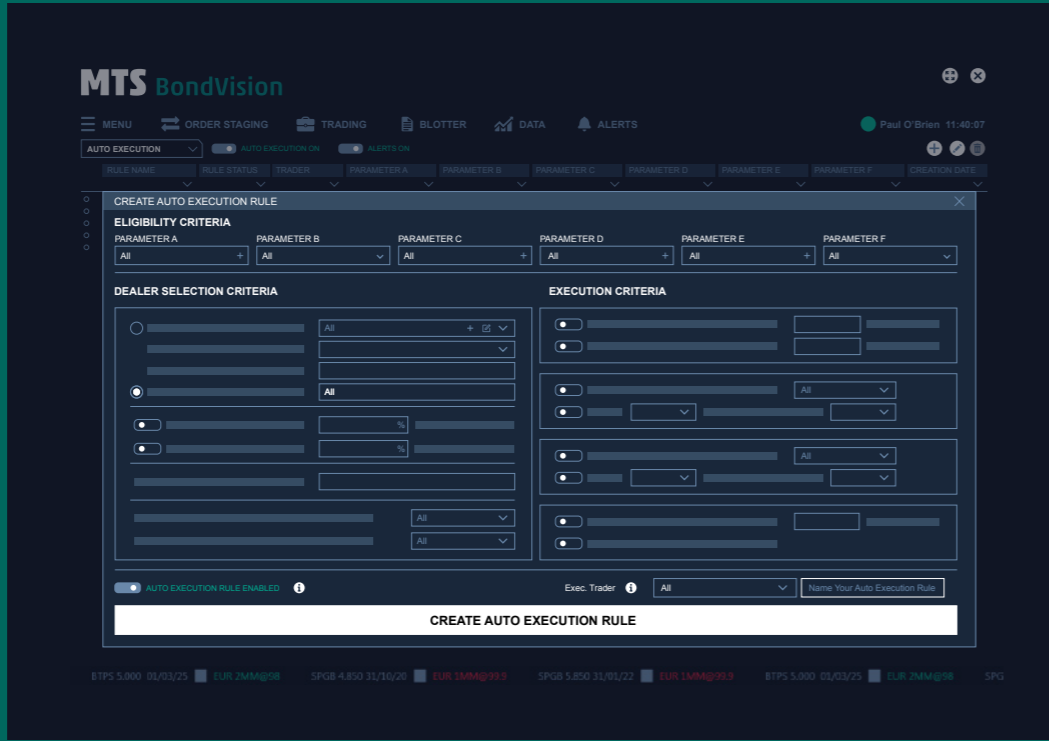 MTS BondVision
MENU ORDER STAGING TRADING BLOTTER DATA ALERTS Paul O'Brien 11:40:07
AUTO EXECUTION AUTO EXECUTION ON ALERTS ON
RULE NAME RULE STATUS TRADER PARAMETER A PARAMETER B PARAMETER C PARAMETER D PARAMETER E PARAMETER F CREATION DATE
CREATE AUTO EXECUTION RULE
ELIGIBILITY CRITERIA
PARAMETER A PARAMETER B PARAMETER C PARAMETER D PARAMETER E PARAMETER F
All + All All + All + All + All
DEALER SELECTION CRITERIA EXECUTION CRITERIA
All +
All
All
%
%
All
All
All
AUTO EXECUTION RULE ENABLED i Exec. Trader i All Name Your Auto Execution Rule
CREATE AUTO EXECUTION RULE
BTPS 5.000 01/03/25 EUR 2MM@98 SPGB 4.850 31/10/20 EUR 1MM@99.9 SPGB 5.850 31/01/22 EUR 1MM@99.9 BTPS 5.000 01/03/25 EUR 2MM@98 SPG